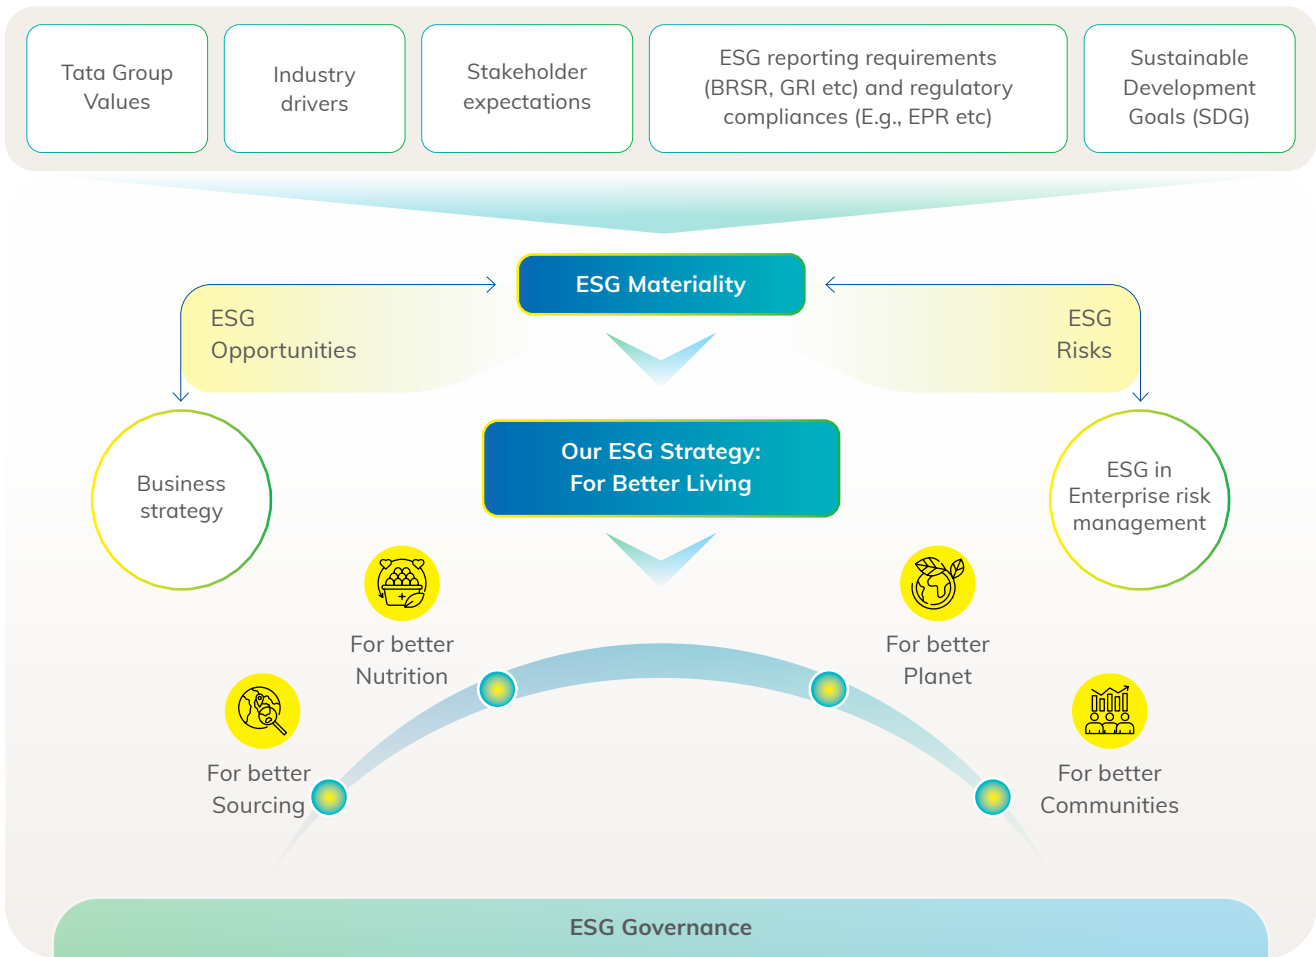 Tata Group
Values
Industry
drivers
Stakeholder
expectations
ESG reporting requirements
(BRSR, GRI etc) and regulatory
compliances (E.g., EPR etc)
Sustainable
Development
Goals (SDG)
ESG Materiality
ESG
Opportunities
ESG
Risks
Our ESG Strategy:
For Better Living
Business
strategy
ESG in
Enterprise risk
management
For better
Nutrition
For better
Planet
For better
Sourcing
For better
Communities
ESG Governance